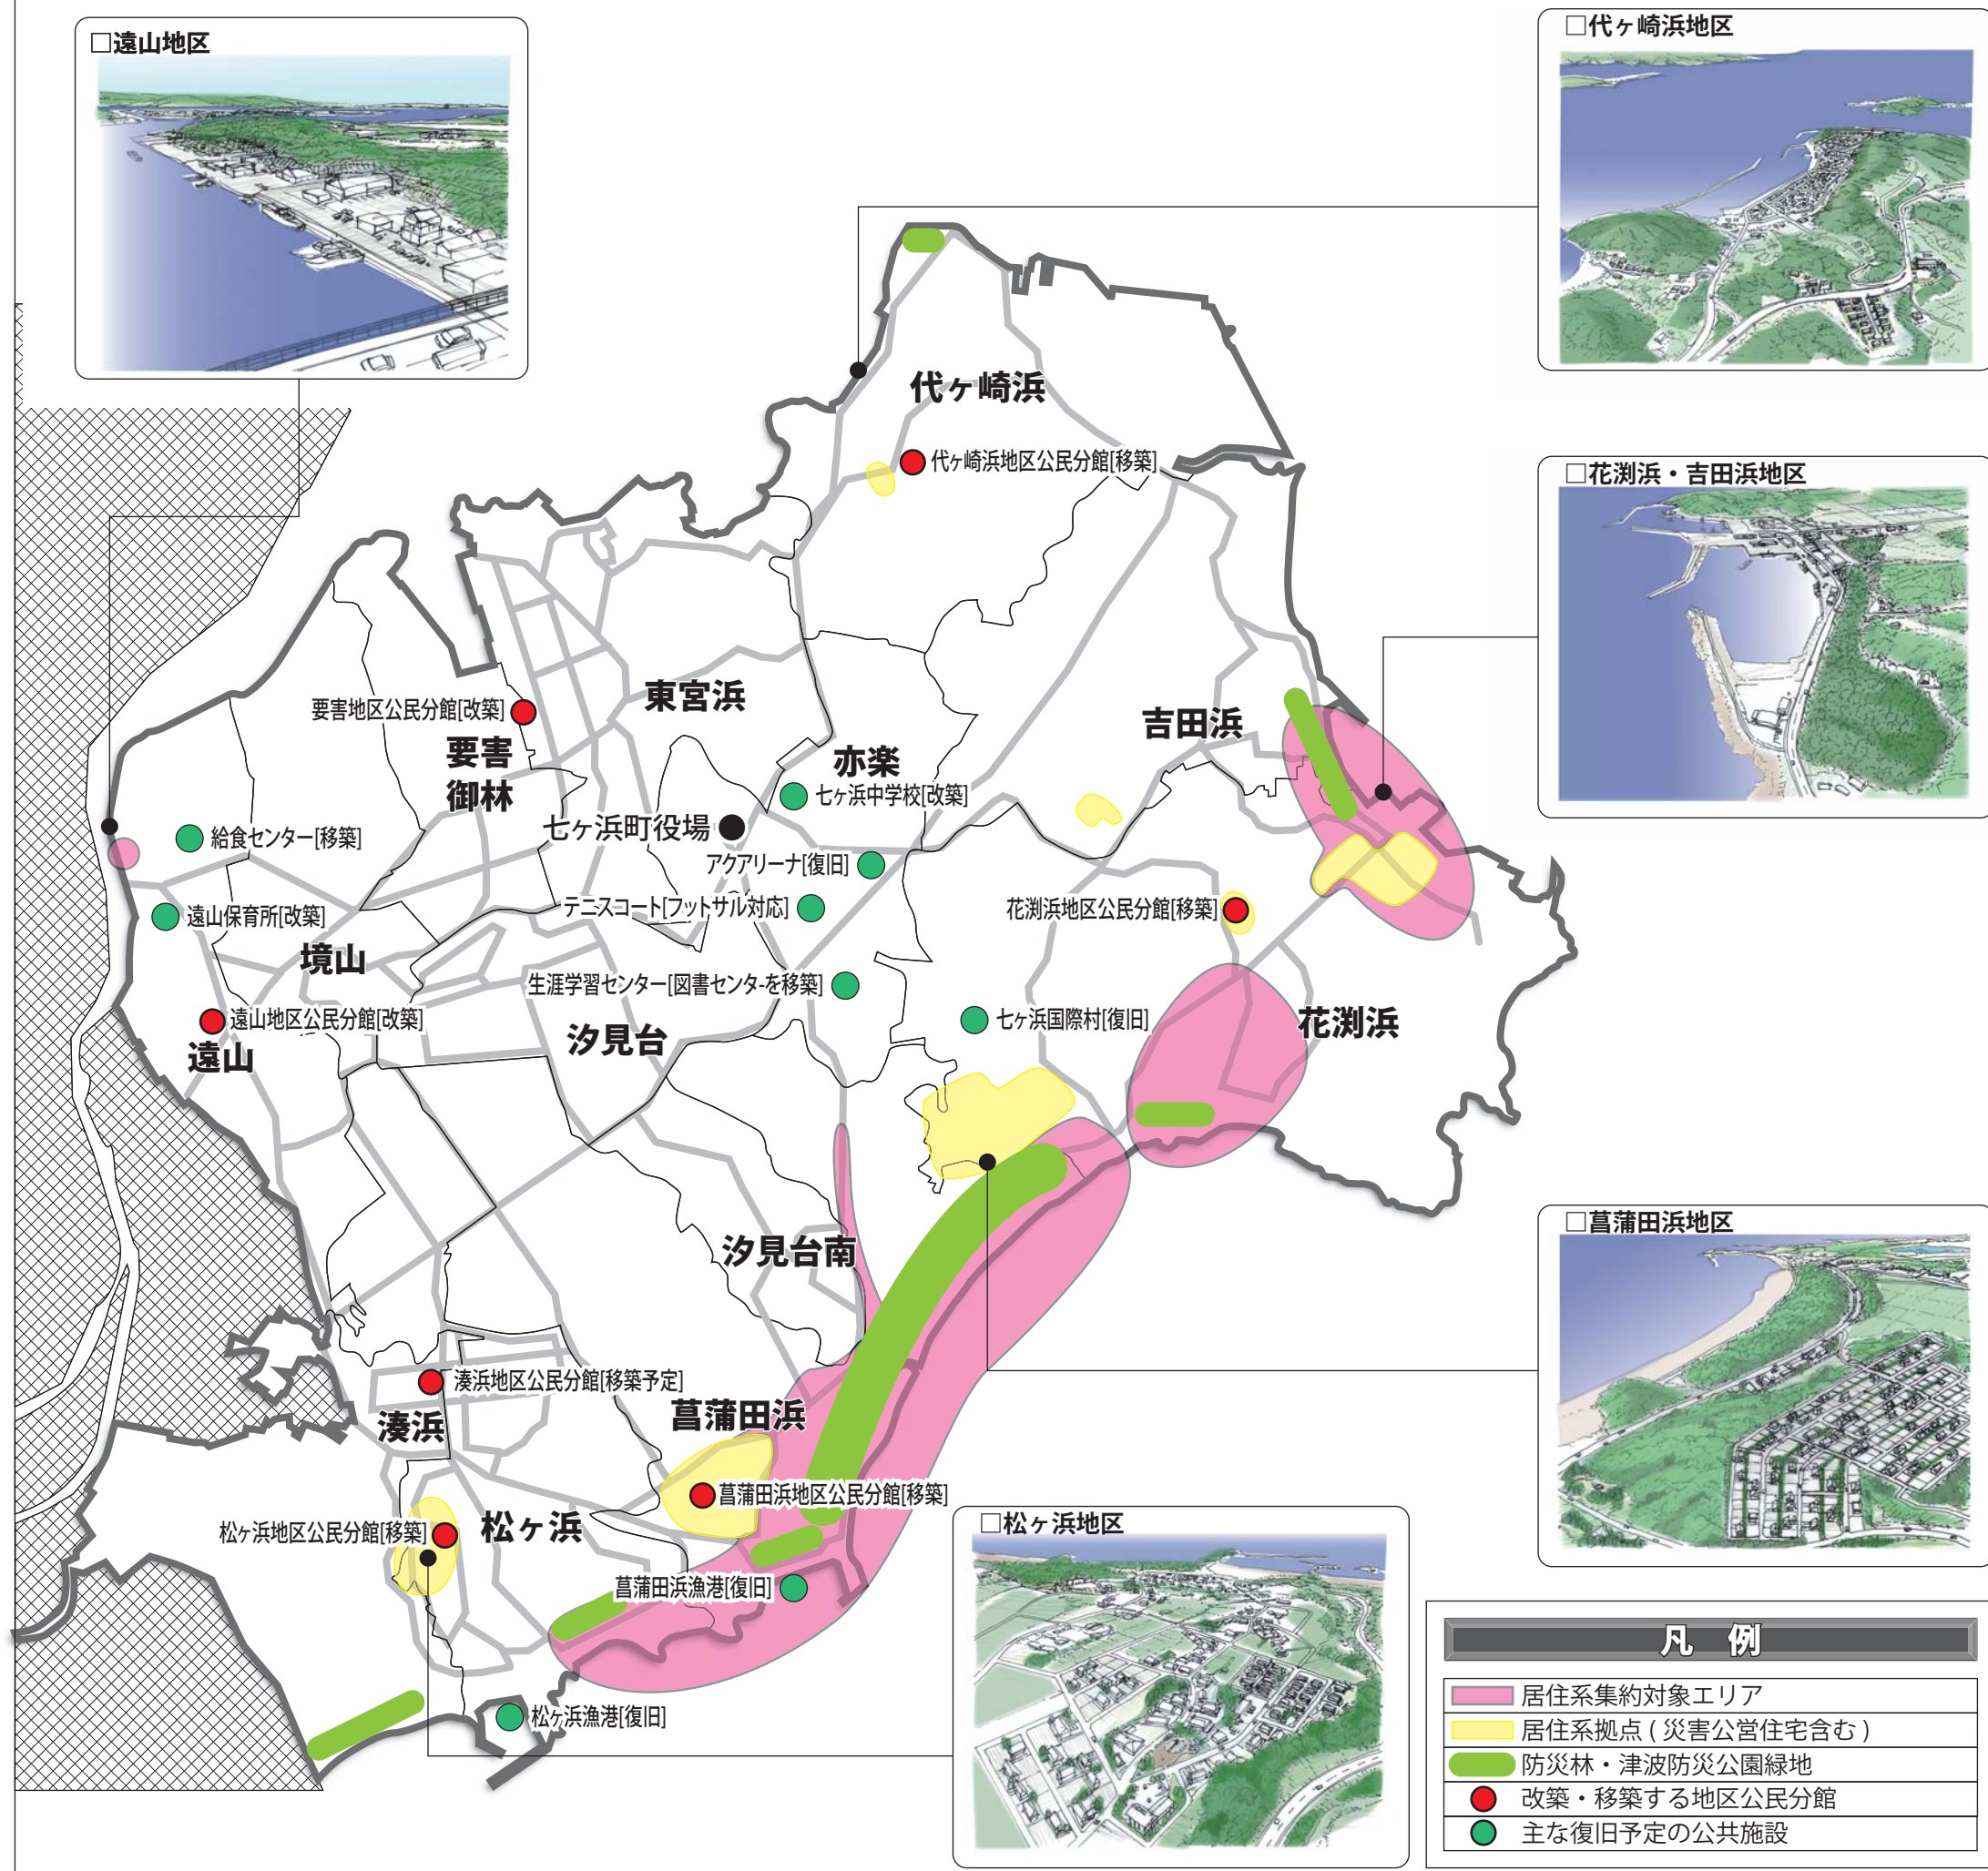 □遠山地区
□代ヶ崎浜地区
代ヶ崎浜
代ヶ崎浜地区公民分館[移築]
□花渕浜・吉田浜地区
要害地区公民分館[改築]
東宮浜
吉田浜
要害
御林
亦楽
七ヶ浜中学校[改築]
七ヶ浜町役場
給食センター[移築]
アクアリーナ[復旧]
テニスコート[フットサル対応]
花渕浜地区公民分館[移築]
遠山保育所[改築]
境山
生涯学習センター[図書センターを移築]
遠山地区公民分館[改築]
七ヶ浜国際村[復旧]
花渕浜
汐見台
遠山
□菖蒲田浜地区
汐見台南
湊浜地区公民分館[移築予定]
湊浜
菖蒲田浜
菖蒲田浜地区公民分館[移築]
松ヶ浜
松ヶ浜地区公民分館[移築]
□松ヶ浜地区
菖蒲田浜漁港[復旧]
松ヶ浜漁港[復旧]
凡 例
居住系集約対象エリア
居住系拠点 ( 災害公営住宅含む )
防災林・津波防災公園緑地
改築・移築する地区公民分館
主な復旧予定の公共施設